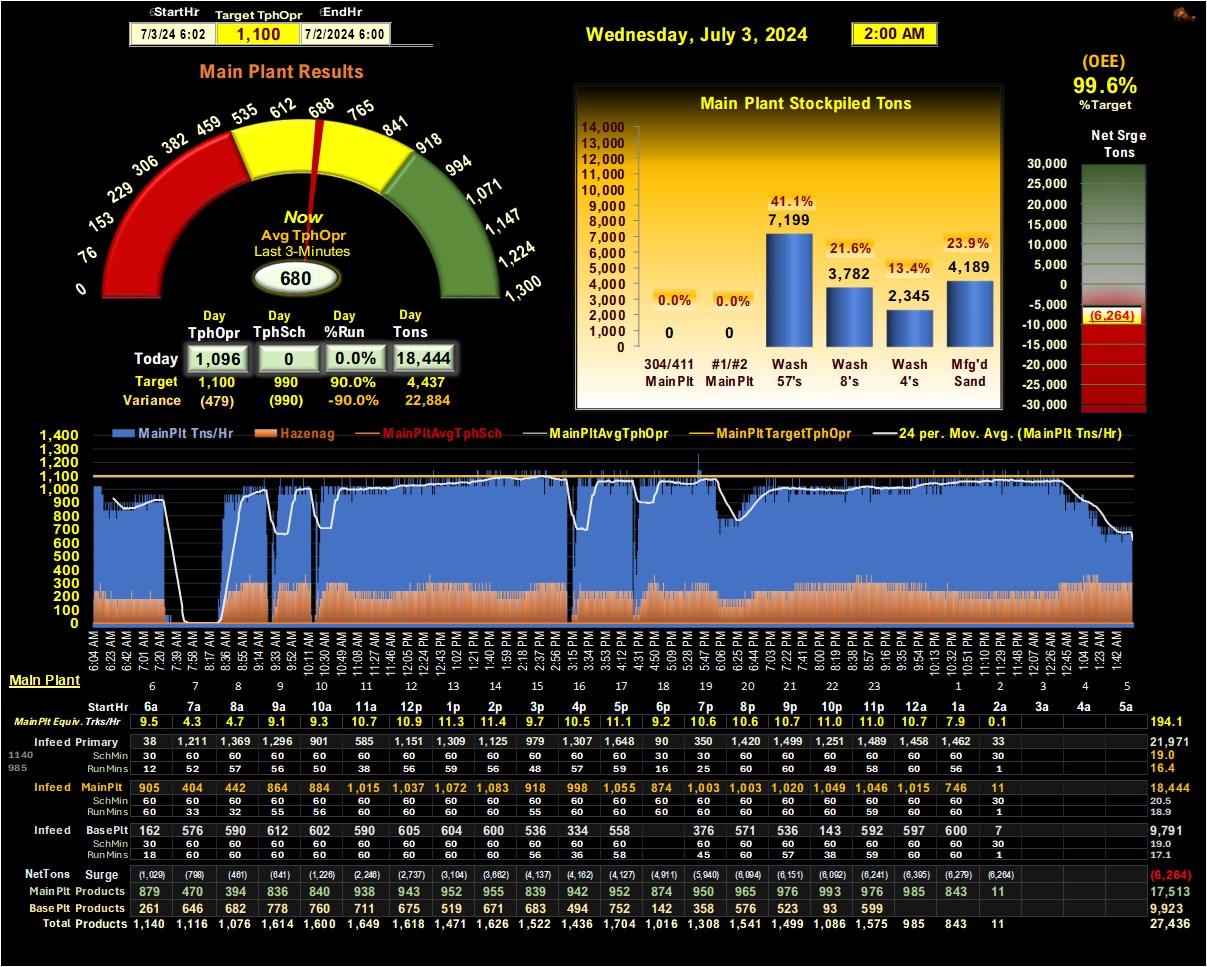 StartHr Target TphOpr EndHr
7/3/24 6:02 1,100 7/2/2024 6:00
Wednesday, July 3, 2024 2:00 AM
(OEE)
99.6%
%Target
Main Plant Results
0 76 153 229 306 382 459 535 612 688 765 841 918 994 1,071 1,147 1,224 1,300
Now
Avg TphOpr
Last 3-Minutes
680
Day Day Day Day
TphOpr TphSch %Run Tons
Today 1,096 0 0.0% 18,444
Target 1,100 990 90.0% 4,437
Variance (479) (990) -90.0% 22,884
Main Plant Stockpiled Tons
14,000
13,000
12,000
11,000
10,000
9,000
8,000
7,000
6,000
5,000
4,000
3,000
2,000
1,000
0
0.0% 0.0% 41.1% 21.6% 13.4% 23.9%
0 0 7,199 3,782 2,345 4,189
304/411 #1/#2 Wash Wash Wash Mfg'd
MainPlt MainPlt 57's 8's 4's Sand
Net Srge
Tons
30,000
25,000
20,000
15,000
10,000
5,000
0
-5,000
(6,264)
-10,000
-15,000
-20,000
-25,000
-30,000
MainPlt Tns/Hr Hazenag MainPltAvgTphSch MainPltAvgTphOpr MainPltTargetTphOpr 24 per. Mov. Avg. (MainPlt Tns/Hr)
1,400
1,300
1,200
1,100
1,000
900
800
700
600
500
400
300
200
100
0
6:04 AM 6:23 AM 6:42 AM 7:01 AM 7:20 AM 7:39 AM 7:58 AM 8:17 AM 8:36 AM 8:55 AM 9:14 AM 9:33 AM 9:52 AM 10:11 AM 10:30 AM 10:49 AM 11:08 AM 11:27 AM 11:46 AM 12:05 PM 12:24 PM 12:43 PM 1:02 PM 1:21 PM 1:40 PM 1:59 PM 2:18 PM 2:37 PM 2:56 PM 3:15 PM 3:34 PM 3:53 PM 4:12 PM 4:31 PM 4:50 PM 5:09 PM 5:28 PM 5:47 PM 6:06 PM 6:25 PM 6:44 PM 7:03 PM 7:22 PM 7:41 PM 8:00 PM 8:19 PM 8:38 PM 8:57 PM 9:16 PM 9:35 PM 9:54 PM 10:13 PM 10:32 PM 10:51 PM 11:10 PM 11:29 PM 11:48 PM 12:07 AM 12:26 AM 12:45 AM 1:04 AM 1:23 AM 1:42 AM
Main Plant
6 7 8 9 10 11 12 13 14 15 16 17 18 19 20 21 22 23 1 2 3 4 5
StartHr 6a 7a 8a 9a 10a 11a 12p 1p 2p 3p 4p 5p 6p 7p 8p 9p 10p 11p 12a 1a 2a 3a 4a 5a
MainPlt Equiv. Trks/Hr 9.5 4.3 4.7 9.1 9.3 10.7 10.9 11.3 11.4 9.7 10.5 11.1 9.2 10.6 10.6 10.7 11.0 11.0 10.7 7.9 0.1 194.1
Infeed Primary 38 1,211 1,369 1,296 901 585 1,151 1,309 1,125 979 1,307 1,648 90 350 1,420 1,499 1,251 1,489 1,458 1,462 33 21,971
1140 SchMin 30 60 60 60 60 60 60 60 60 60 60 60 30 30 60 60 60 60 60 60 30 19.0
985 RunMins 12 52 57 56 50 38 56 59 56 48 57 59 16 25 60 60 49 58 60 56 1 16.4
Infeed MainPlt 905 404 442 864 884 1,015 1,037 1,072 1,083 918 998 1,055 874 1,003 1,003 1,020 1,049 1,046 1,015 746 11 18,444
SchMin 60 60 60 60 60 60 60 60 60 60 60 60 60 60 60 60 60 60 60 60 30 20.5
RunMins 60 33 32 55 56 60 60 60 60 55 60 60 60 60 60 60 60 59 60 60 1 18.9
Infeed BasePlt 162 576 590 612 602 590 605 604 600 536 334 558 376 571 536 143 592 597 600 7 9,791
SchMin 30 60 60 60 60 60 60 60 60 60 60 60 60 60 60 60 60 60 60 30 19.0
RunMins 18 60 60 60 60 60 60 60 60 56 36 58 45 60 57 38 59 60 60 1 17.1
NetTons Surge (1,029) (798) (461) (641) (1,226) (2,246) (2,737) (3,104) (3,662) (4,137) (4,162) (4,127) (4,911) (5,940) (6,094) (6,151) (6,092) (6,241) (6,395) (6,279) (6,264) (6,264)
MainPlt Products 879 470 394 836 840 938 943 952 955 839 942 952 874 950 965 976 993 976 985 843 11 17,513
BasePlt Products 261 646 682 778 760 711 675 519 671 683 494 752 142 358 576 523 93 599 9,923
Total Products 1,140 1,116 1,076 1,614 1,600 1,649 1,618 1,471 1,626 1,522 1,436 1,704 1,016 1,308 1,541 1,499 1,086 1,575 985 843 11 27,436